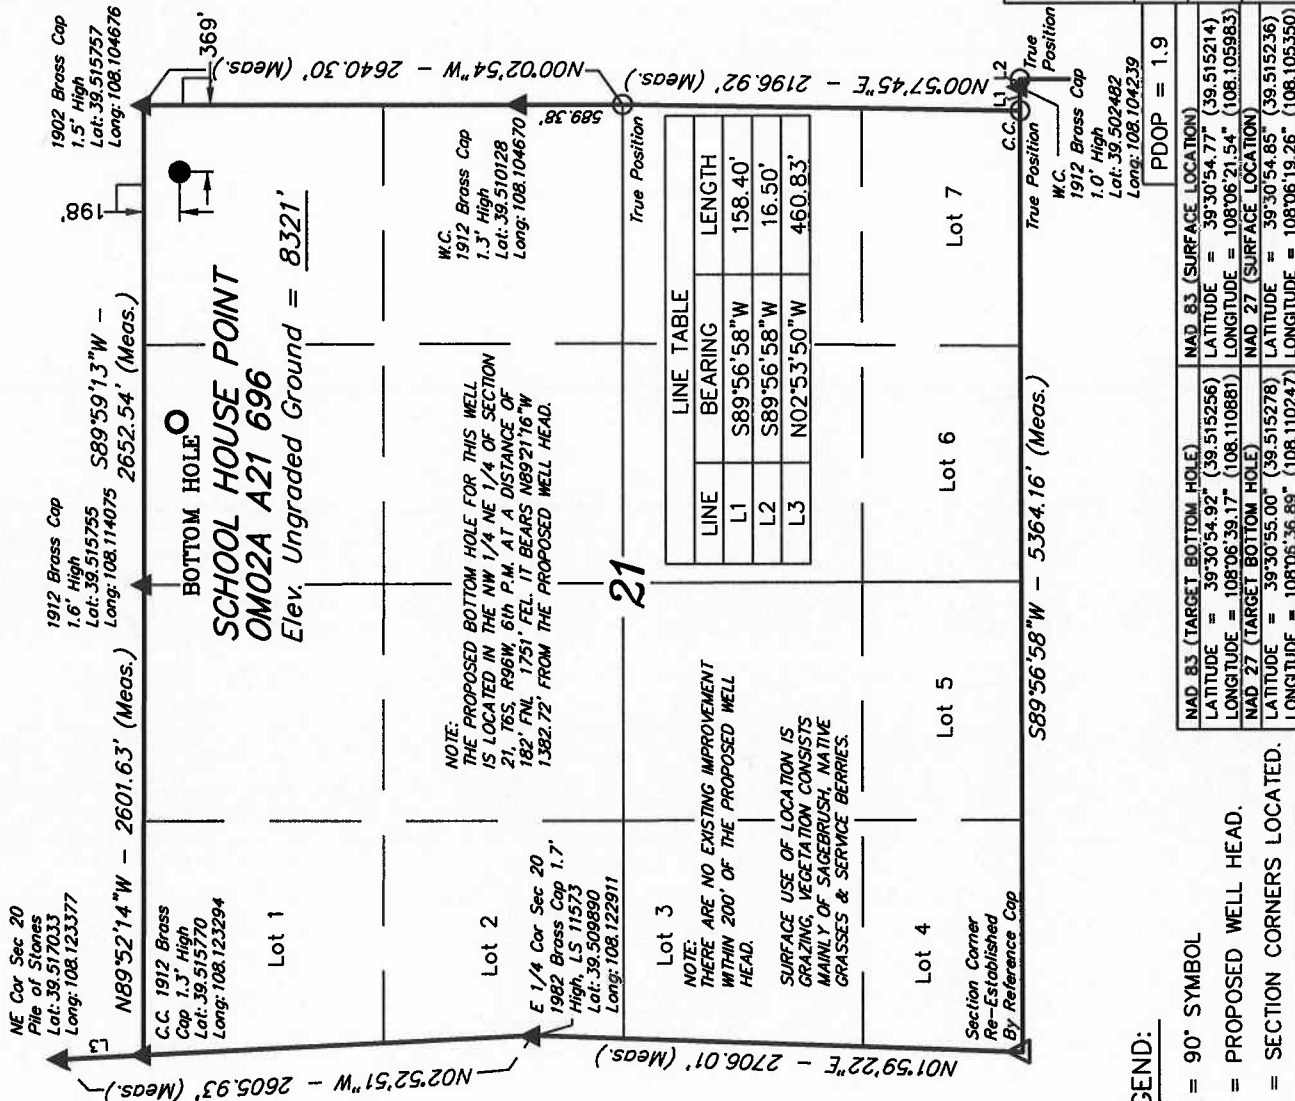 NE Cor Sec 20
Pile of Stones
Lat: 39.517033
Long: 108.123377
L3
N89°52'14"W - 2601.63' (Meas.)
C.C. 1912 Brass
Cap 1.3' High
Lat: 39.515770
Long: 108.123294
1912 Brass Cap
1.6' High
Lat: 39.515755
Long: 108.114075
S89°59'13"W -
2652.54' (Meas.)
1902 Brass Cap
1.5' High
Lat: 39.515757
Long: 108.104676
198'
369'
BOTTOM HOLE
SCHOOL HOUSE POINT
OM02A A21 696
Elev. Ungraded Ground = 8321'
N02°52'51"W - 2605.93' (Meas.)
N00°02'54"W - 2640.30' (Meas.)
Lot 1
Lot 2
NOTE:
THE PROPOSED BOTTOM HOLE FOR THIS WELL
IS LOCATED IN THE NW 1/4 NE 1/4 OF SECTION
21, T6S, R96W, 6th P.M. AT A DISTANCE OF
182' FNL 1751' FEL. IT BEARS N89°21'16"W
1382.72' FROM THE PROPOSED WELL HEAD.
W.C.
1912 Brass Cap
1.3' High
Lat: 39.510128
Long: 108.104670
589.38'
E 1/4 Cor Sec 20
1982 Brass Cap 1.7'
High, LS 11573
Lat: 39.509890
Long: 108.122911
21
True Position
Lot 3
NOTE:
THERE ARE NO EXISTING IMPROVEMENT
WITHIN 200' OF THE PROPOSED WELL
HEAD.
SURFACE USE OF LOCATION IS
GRAZING, VEGETATION CONSISTS
MAINLY OF SAGEBRUSH, NATIVE
GRASSES & SERVICE BERRIES.
LINE TABLE
LINE BEARING LENGTH
L1 S89°56'58"W 158.40'
L2 S89°56'58"W 16.50'
L3 N02°53'50"W 460.83'
N01°59'22"E - 2706.01' (Meas.)
N00°57'45"E - 2196.92' (Meas.)
Lot 4
Lot 5
Lot 6
Lot 7
Section Corner
Re-Established
By Reference Cap
S89°56'58"W - 5364.16' (Meas.)
C.C.
L1
L2
True Position
True
Position
W.C.
1912 Brass Cap
1.0' High
Lat: 39.502482
Long: 108.104239
PDOP = 1.9
GEND:
= 90° SYMBOL
= PROPOSED WELL HEAD.
= SECTION CORNERS LOCATED.
NAD 83 (TARGET BOTTOM HOLE) NAD 83 (SURFACE LOCATION)
LATITUDE = 39°30'54.92" (39.515256) LATITUDE = 39°30'54.77" (39.515214)
LONGITUDE = 108°06'39.17" (108.110881) LONGITUDE = 108°06'21.54" (108.105983)
NAD 27 (TARGET BOTTOM HOLE) NAD 27 (SURFACE LOCATION)
LATITUDE = 39°30'55.00" (39.515278) LATITUDE = 39°30'54.85" (39.515236)
LONGITUDE = 108°06'36.89" (108.110247) LONGITUDE = 108°06'19.26" (108.105350)